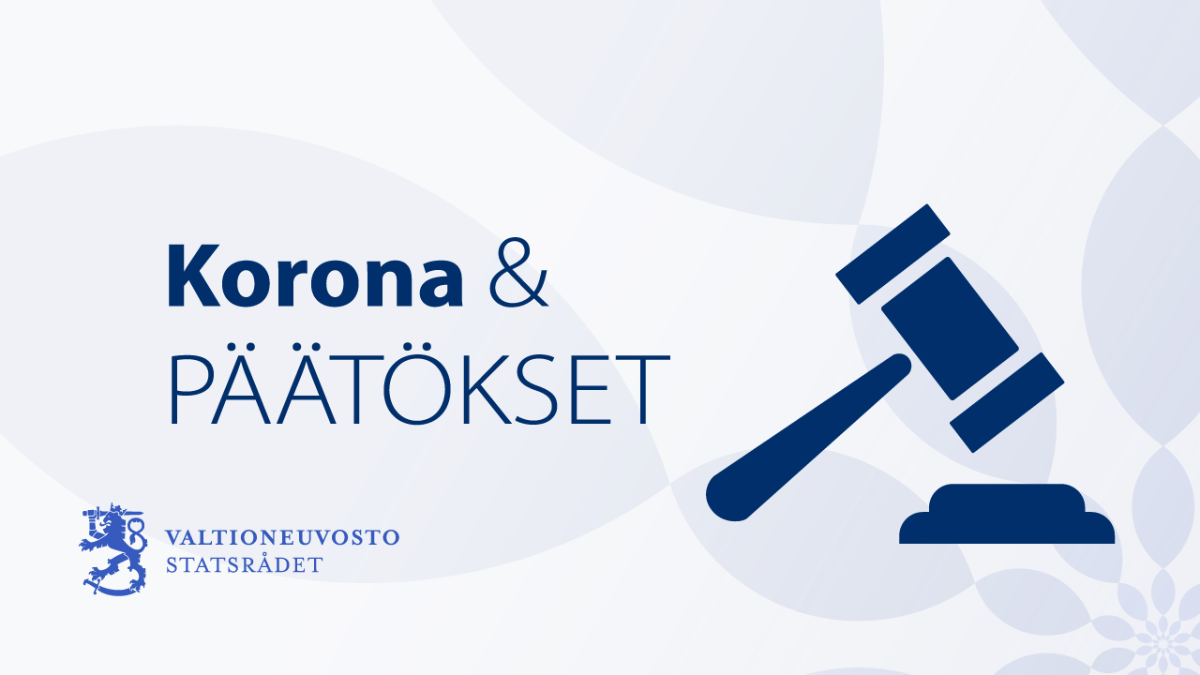 Korona &
PÄÄTÖKSET
VALTIONEUVOSTO
STATSRÅDET